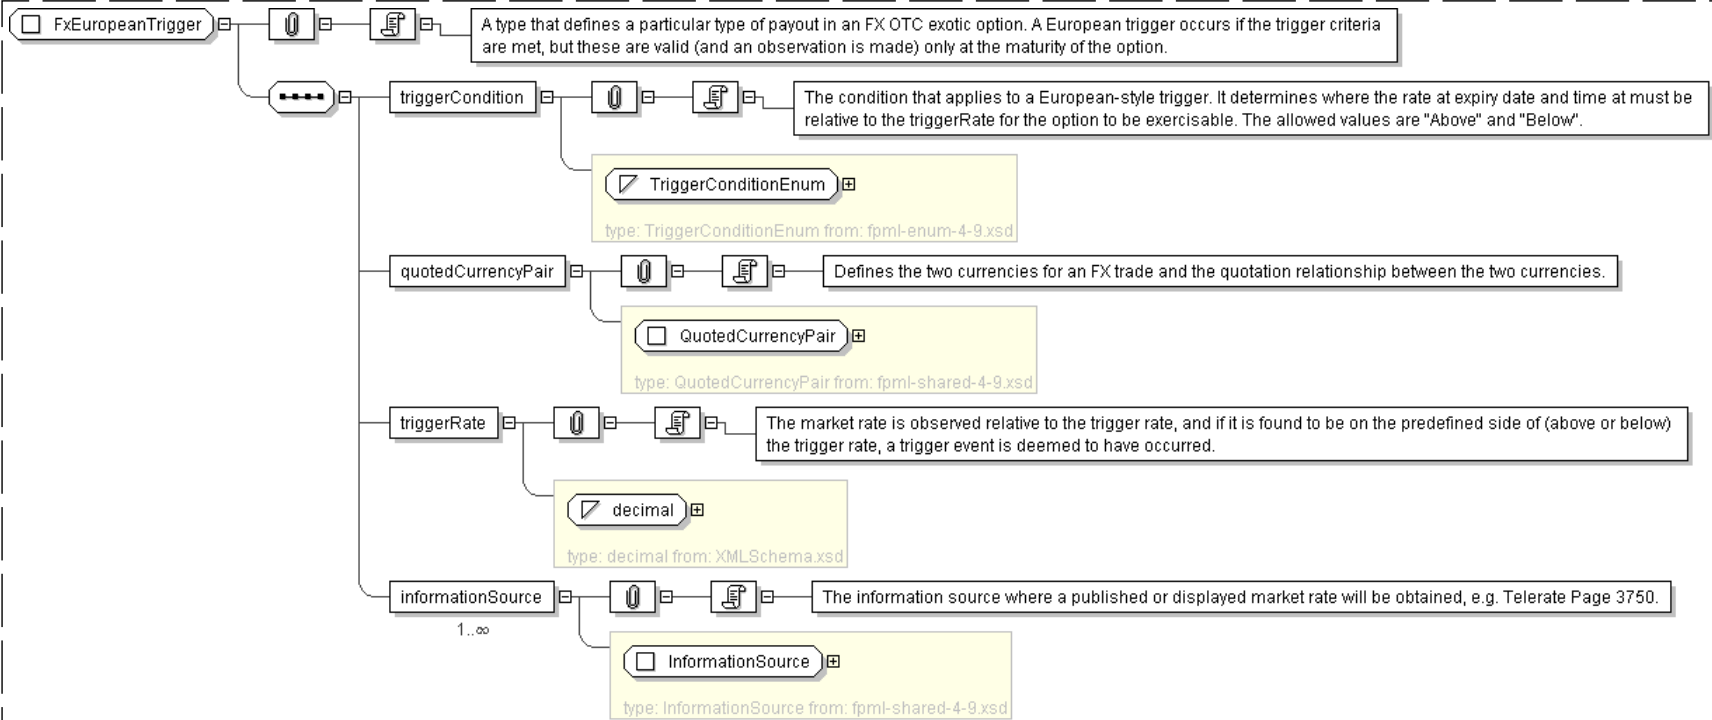 FxEuropeanTrigger
A type that defines a particular type of payout in an FX OTC exotic option. A European trigger occurs if the trigger criteria
are met, but these are valid (and an observation is made) only at the maturity of the option.
triggerCondition
The condition that applies to a European-style trigger. It determines where the rate at expiry date and time at must be
relative to the triggerRate for the option to be exercisable. The allowed values are "Above" and "Below".
TriggerConditionEnum
type: TriggerConditionEnum from: fpml-enum-4-9.xsd
quotedCurrencyPair
Defines the two currencies for an FX trade and the quotation relationship between the two currencies.
QuotedCurrencyPair
type: QuotedCurrencyPair from: fpml-shared-4-9.xsd
triggerRate
The market rate is observed relative to the trigger rate, and if it is found to be on the predefined side of (above or below)
the trigger rate, a trigger event is deemed to have occurred.
decimal
type: decimal from: XMLSchema.xsd
informationSource
The information source where a published or displayed market rate will be obtained, e.g. Telerate Page 3750.
1..∞
InformationSource
type: InformationSource from: fpml-shared-4-9.xsd